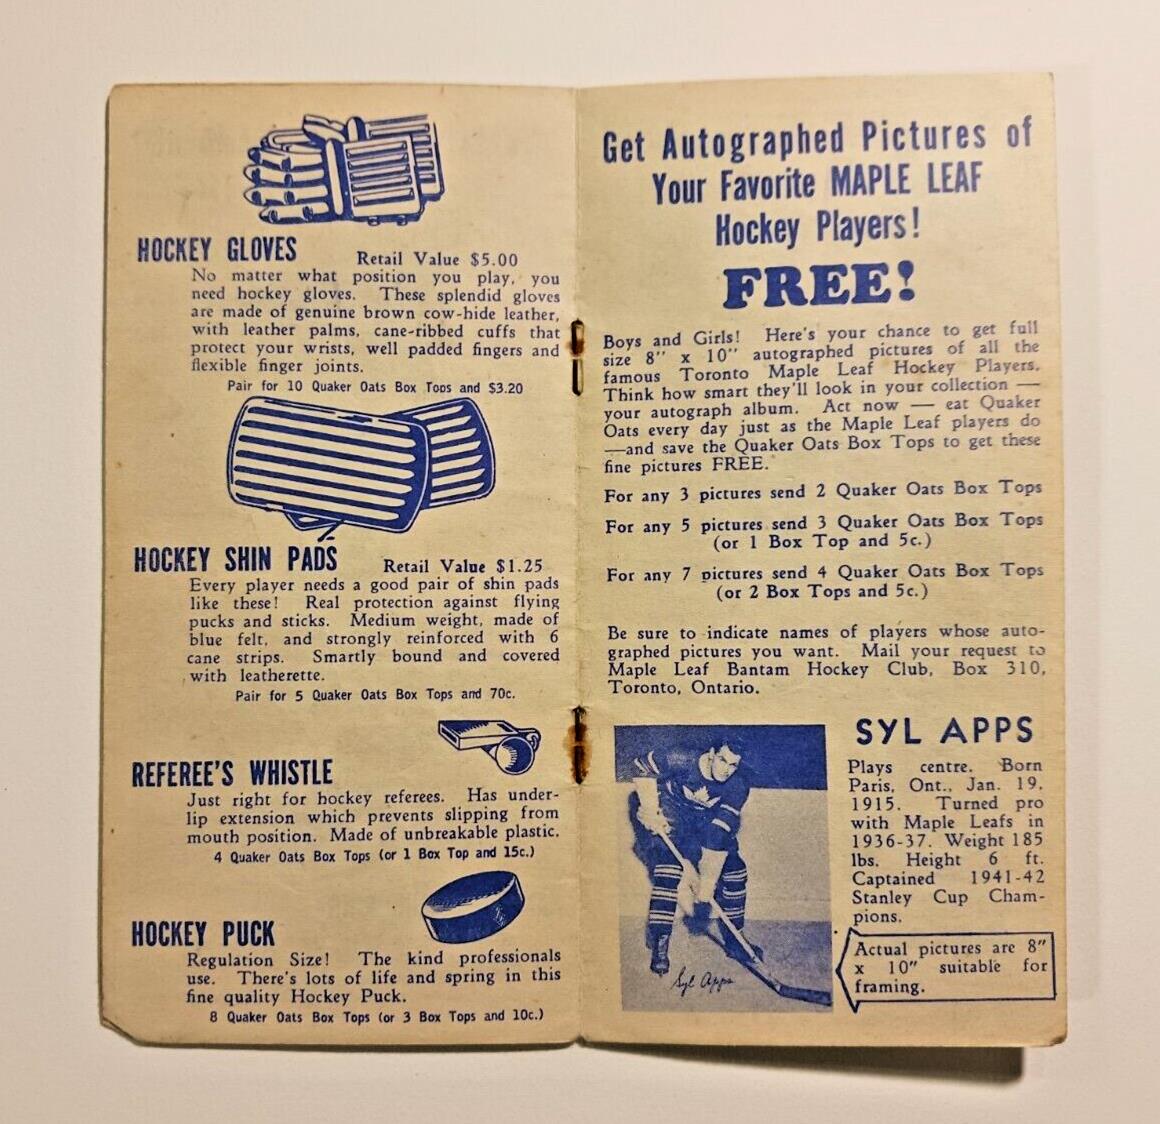 HOCKEY GLOVES
Retail Value $5.00
No matter what position you play, you
need hockey gloves. These splendid gloves
are made of genuine brown cow-hide leather,
with leather palms, cane-ribbed cuffs that
protect your wrists, well padded fingers and
flexible finger joints.
Pair for 10 Quaker Oats Box Tops and $3.20
HOCKEY SHIN PADS
Retail Value $1.25
Every player needs a good pair of shin pads
like these! Real protection against flying
pucks and sticks. Medium weight, made of
blue felt, and strongly reinforced with 6
cane strips. Smartly bound and covered
with leatherette.
Pair for 5 Quaker Oats Box Tops and 70c.
REFEREE'S WHISTLE
Just right for hockey referees. Has under-
lip extension which prevents slipping from
mouth position. Made of unbreakable plastic.
4 Quaker Oats Box Tops (or 1 Box Top and 15c.)
HOCKEY PUCK
Regulation Size! The kind professionals
use. There's lots of life and spring in this
fine quality Hockey Puck.
8 Quaker Oats Box Tops (or 3 Box Tops and 10c.)
Get Autographed Pictures of
Your Favorite MAPLE LEAF
Hockey Players!
FREE!
Boys and Girls! Here's your chance to get full
size 8" x 10" autographed pictures of all the
famous Toronto Maple Leaf Hockey Players.
Think how smart they'll look in your collection —
your autograph album. Act now — eat Quaker
Oats every day just as the Maple Leaf players do
—and save the Quaker Oats Box Tops to get these
fine pictures FREE.
For any 3 pictures send 2 Quaker Oats Box Tops
For any 5 pictures send 3 Quaker Oats Box Tops
(or 1 Box Top and 5c.)
For any 7 pictures send 4 Quaker Oats Box Tops
(or 2 Box Tops and 5c.)
Be sure to indicate names of players whose auto-
graphed pictures you want. Mail your request to
Maple Leaf Bantam Hockey Club, Box 310,
Toronto, Ontario.
SYL APPS
Plays centre. Born
Paris, Ont., Jan. 19,
1915. Turned pro
with Maple Leafs in
1936-37. Weight 185
lbs. Height 6 ft.
Captained 1941-42
Stanley Cup Cham-
pions.
Syl Apps
Actual pictures are 8"
x 10" suitable for
framing.